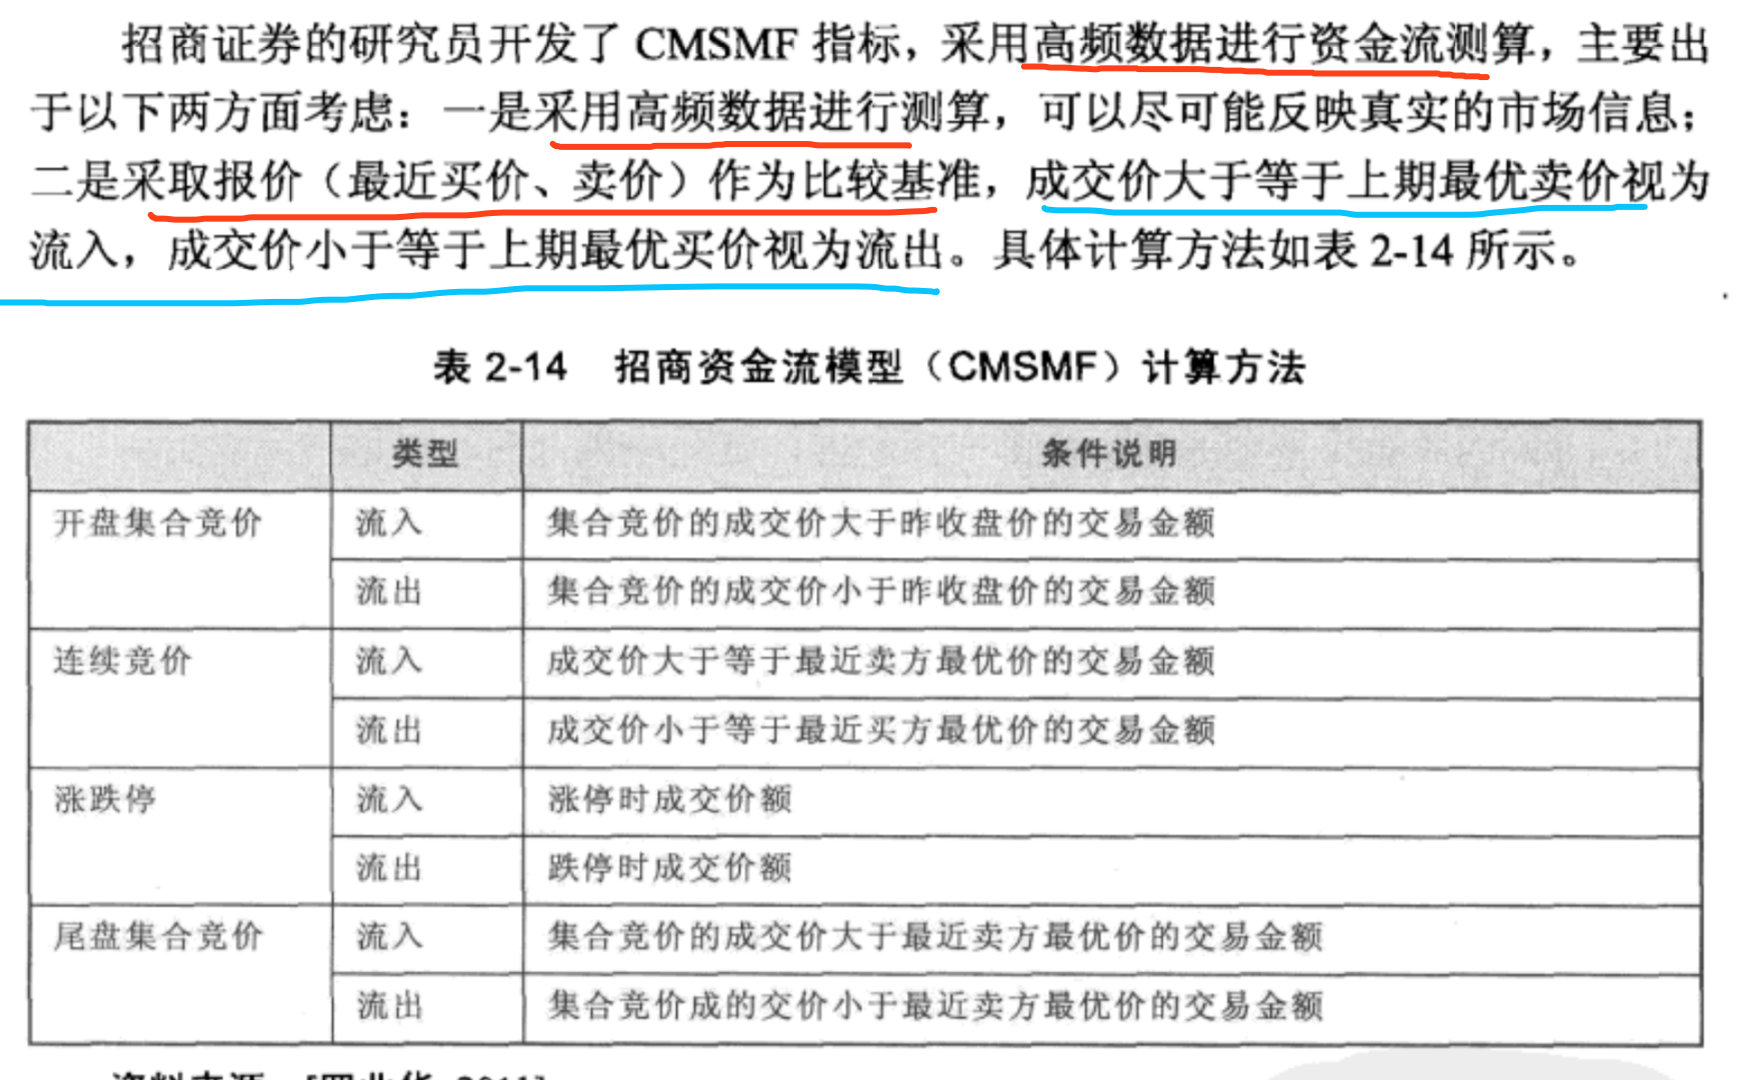 招商证券的研究员开发了 CMSMF 指标，采用高频数据进行资金流测算，主要出
于以下两方面考虑：一是采用高频数据进行测算，可以尽可能反映真实的市场信息；
二是采取报价（最近买价、卖价）作为比较基准，成交价大于等于上期最优卖价视为
流入，成交价小于等于上期最优买价视为流出。具体计算方法如表 2-14 所示。
表 2-14 招商资金流模型（CMSMF）计算方法
类型 条件说明
开盘集合竞价 流入 集合竞价的成交价大于昨收盘价的交易金额
流出 集合竞价的成交价小于昨收盘价的交易金额
连续竞价 流入 成交价大于等于最近卖方最优价的交易金额
流出 成交价小于等于最近买方最优价的交易金额
涨跌停 流入 涨停时成交价额
流出 跌停时成交价额
尾盘集合竞价 流入 集合竞价的成交价大于最近卖方最优价的交易金额
流出 集合竞价成的交价小于最近卖方最优价的交易金额